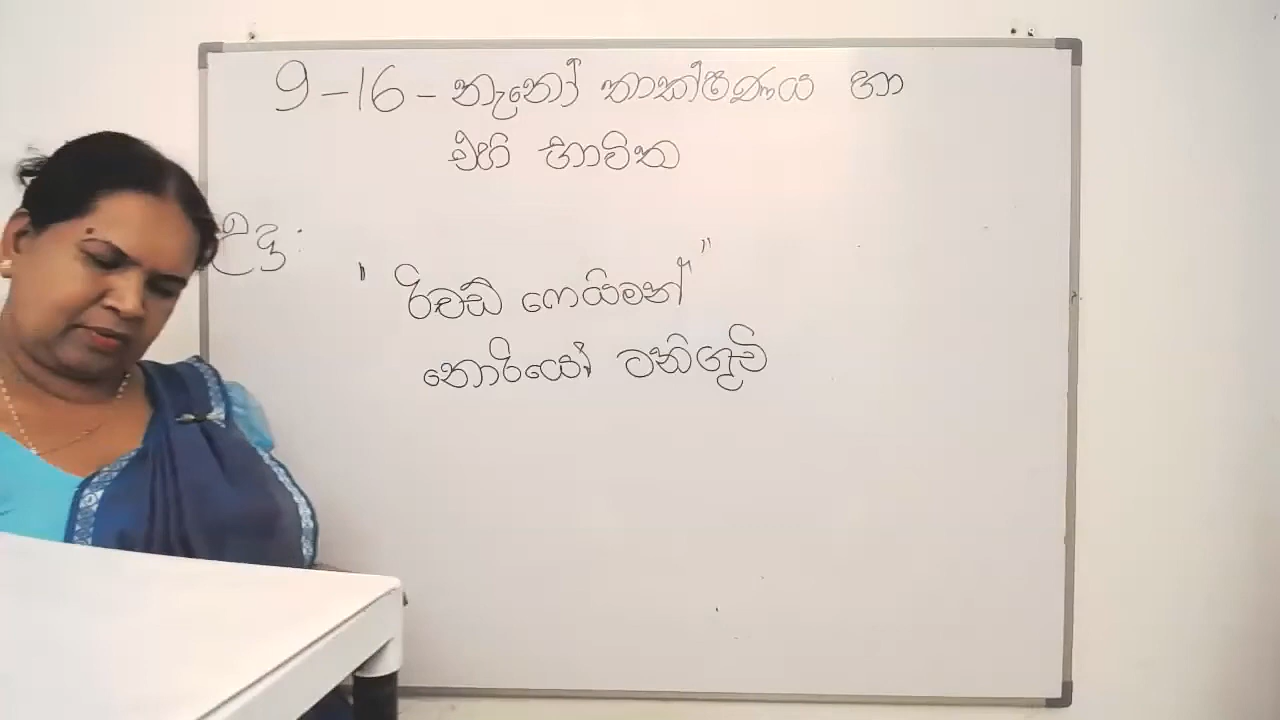 9-16 - නැනෝ තාක්ෂණය හා
එහි භාවිත
උදා:
" රිචඩ් ෆෙයිමන් "
නොරියෝ ටනිගුචි